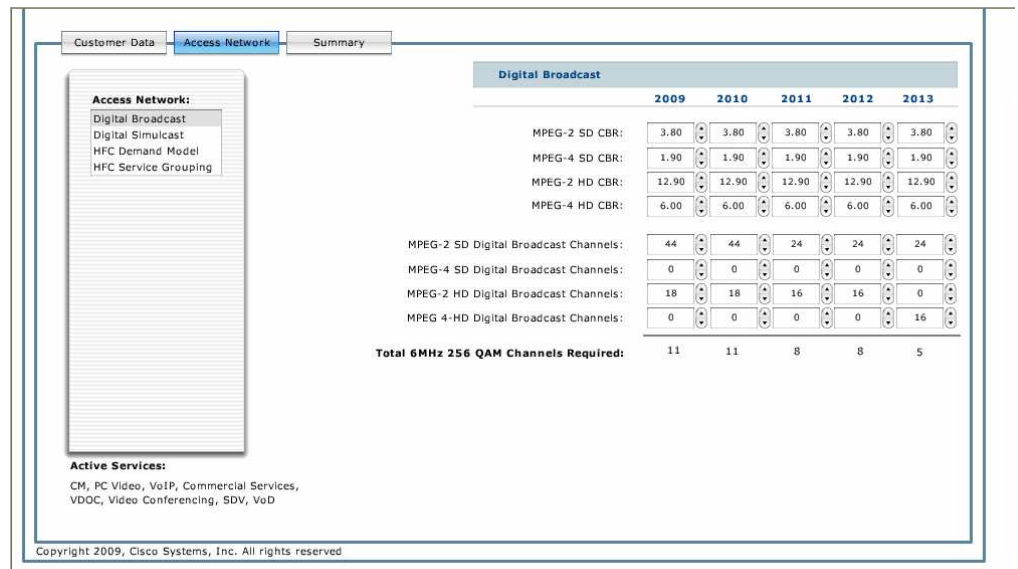 Customer Data Access Network Summary
Access Network:
Digital Broadcast
Digital Simulcast
HFC Demand Model
HFC Service Grouping
Digital Broadcast
2009 2010 2011 2012 2013
MPEG-2 SD CBR: 3.80 3.80 3.80 3.80 3.80
MPEG-4 SD CBR: 1.90 1.90 1.90 1.90 1.90
MPEG-2 HD CBR: 12.90 12.90 12.90 12.90 12.90
MPEG-4 HD CBR: 6.00 6.00 6.00 6.00 6.00
MPEG-2 SD Digital Broadcast Channels: 44 44 24 24 24
MPEG-4 SD Digital Broadcast Channels: 0 0 0 0 0
MPEG-2 HD Digital Broadcast Channels: 18 18 16 16 0
MPEG 4-HD Digital Broadcast Channels: 0 0 0 0 16
Total 6MHz 256 QAM Channels Required: 11 11 8 8 5
Active Services:
CM, PC Video, VoIP, Commercial Services,
VDOC, Video Conferencing, SDV, VoD
Copyright 2009, Cisco Systems, Inc. All rights reserved